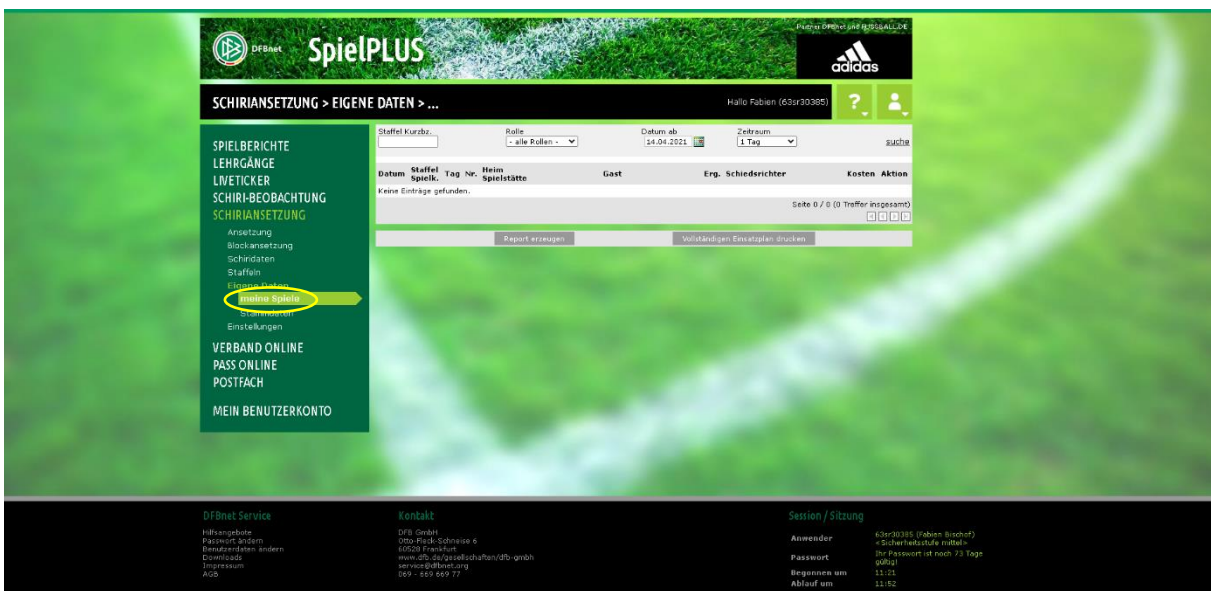 Partner DFBnet und FUSSBALL.DE
DFBnet SpielPLUS
adidas
SCHIRIANSETZUNG > EIGENE DATEN > ...
Hallo Fabien (63sr30385)
?
SPIELBERICHTE
LEHRGÄNGE
LIVETICKER
SCHIRI-BEOBACHTUNG
SCHIRIANSETZUNG
Ansetzung
Blockansetzung
Schiridaten
Staffeln
Eigene Daten
meine Spiele
Stammdaten
Einstellungen
VERBAND ONLINE
PASS ONLINE
POSTFACH
MEIN BENUTZERKONTO
Staffel Kurzbz. Rolle Datum ab Zeitraum
- alle Rollen - 14.04.2021 1 Tag suche
Datum Staffel Spielk. Tag Nr. Heim Spielstätte Gast Erg. Schiedsrichter Kosten Aktion
Keine Einträge gefunden.
Seite 0 / 0 (0 Treffer insgesamt)
Report erzeugen Vollständigen Einsatzplan drucken
DFBnet Service
Hilfsangebote
Passwort ändern
Benutzerdaten ändern
Downloads
Impressum
AGB
Kontakt
DFB GmbH
Otto-Fleck-Schneise 6
60528 Frankfurt
www.dfb.de/gesellschaften/dfb-gmbh
service@dfbnet.org
069 - 669 669 77
Session / Sitzung
Anwender 63sr30385 (Fabien Bischof)
«Sicherheitsstufe mittel»
Passwort Ihr Passwort ist noch 73 Tage
gültig!
Begonnen um 11:21
Ablauf um 11:52